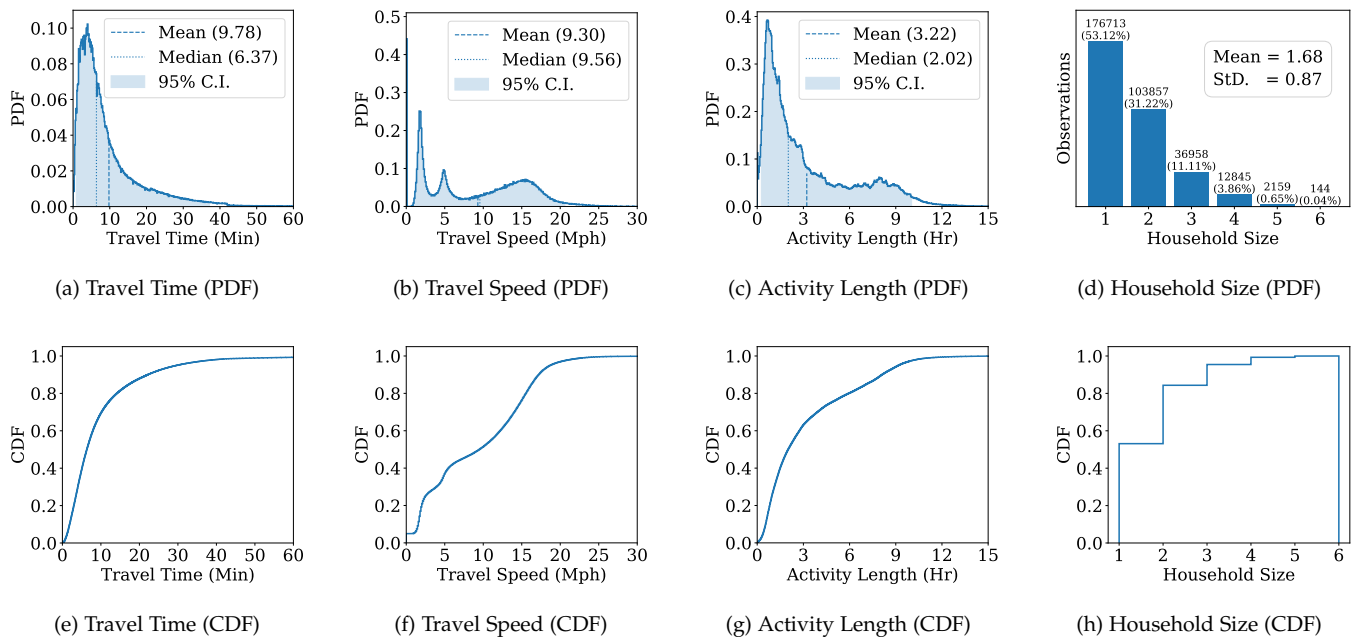 0.10
0.08
0.06
0.04
0.02
0.00
PDF
Mean (9.78)
Median (6.37)
95% C.I.
0 10 20 30 40 50 60
Travel Time (Min)
(a) Travel Time (PDF)
0.5
0.4
0.3
0.2
0.1
0.0
PDF
Mean (9.30)
Median (9.56)
95% C.I.
0 5 10 15 20 25 30
Travel Speed (Mph)
(b) Travel Speed (PDF)
0.4
0.3
0.2
0.1
0.0
PDF
Mean (3.22)
Median (2.02)
95% C.I.
0 3 6 9 12 15
Activity Length (Hr)
(c) Activity Length (PDF)
Observations
176713
(53.12%)
103857
(31.22%)
36958
(11.11%)
12845
(3.86%)
2159
(0.65%)
144
(0.04%)
Mean = 1.68
StD. = 0.87
1 2 3 4 5 6
Household Size
(d) Household Size (PDF)
1.0
0.8
0.6
0.4
0.2
0.0
CDF
0 10 20 30 40 50 60
Travel Time (Min)
(e) Travel Time (CDF)
1.0
0.8
0.6
0.4
0.2
0.0
CDF
0 5 10 15 20 25 30
Travel Speed (Mph)
(f) Travel Speed (CDF)
1.0
0.8
0.6
0.4
0.2
0.0
CDF
0 3 6 9 12 15
Activity Length (Hr)
(g) Activity Length (CDF)
1.0
0.8
0.6
0.4
0.2
0.0
CDF
1 2 3 4 5 6
Household Size
(h) Household Size (CDF)